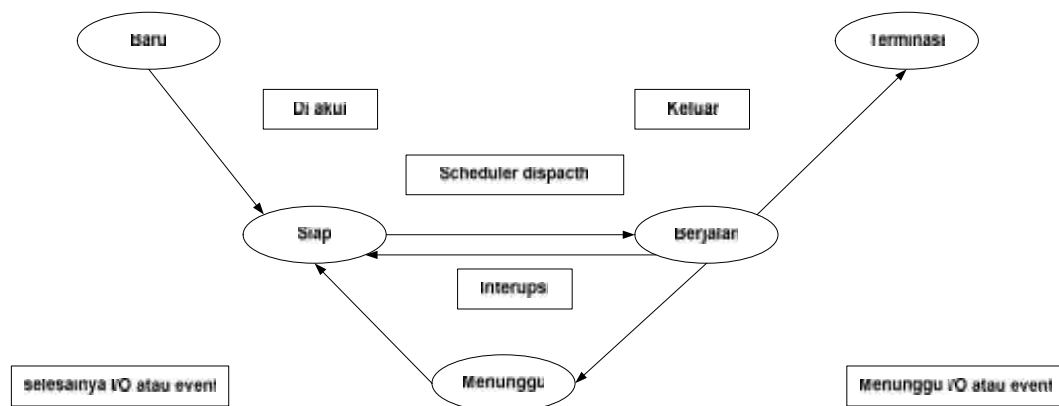 Baru
Terminasi
Di akui
Keluar
Scheduler dispacth
Siap
Berjalan
Interupsi
Menunggu
selesainya I/O atau event
Menunggu I/O atau event